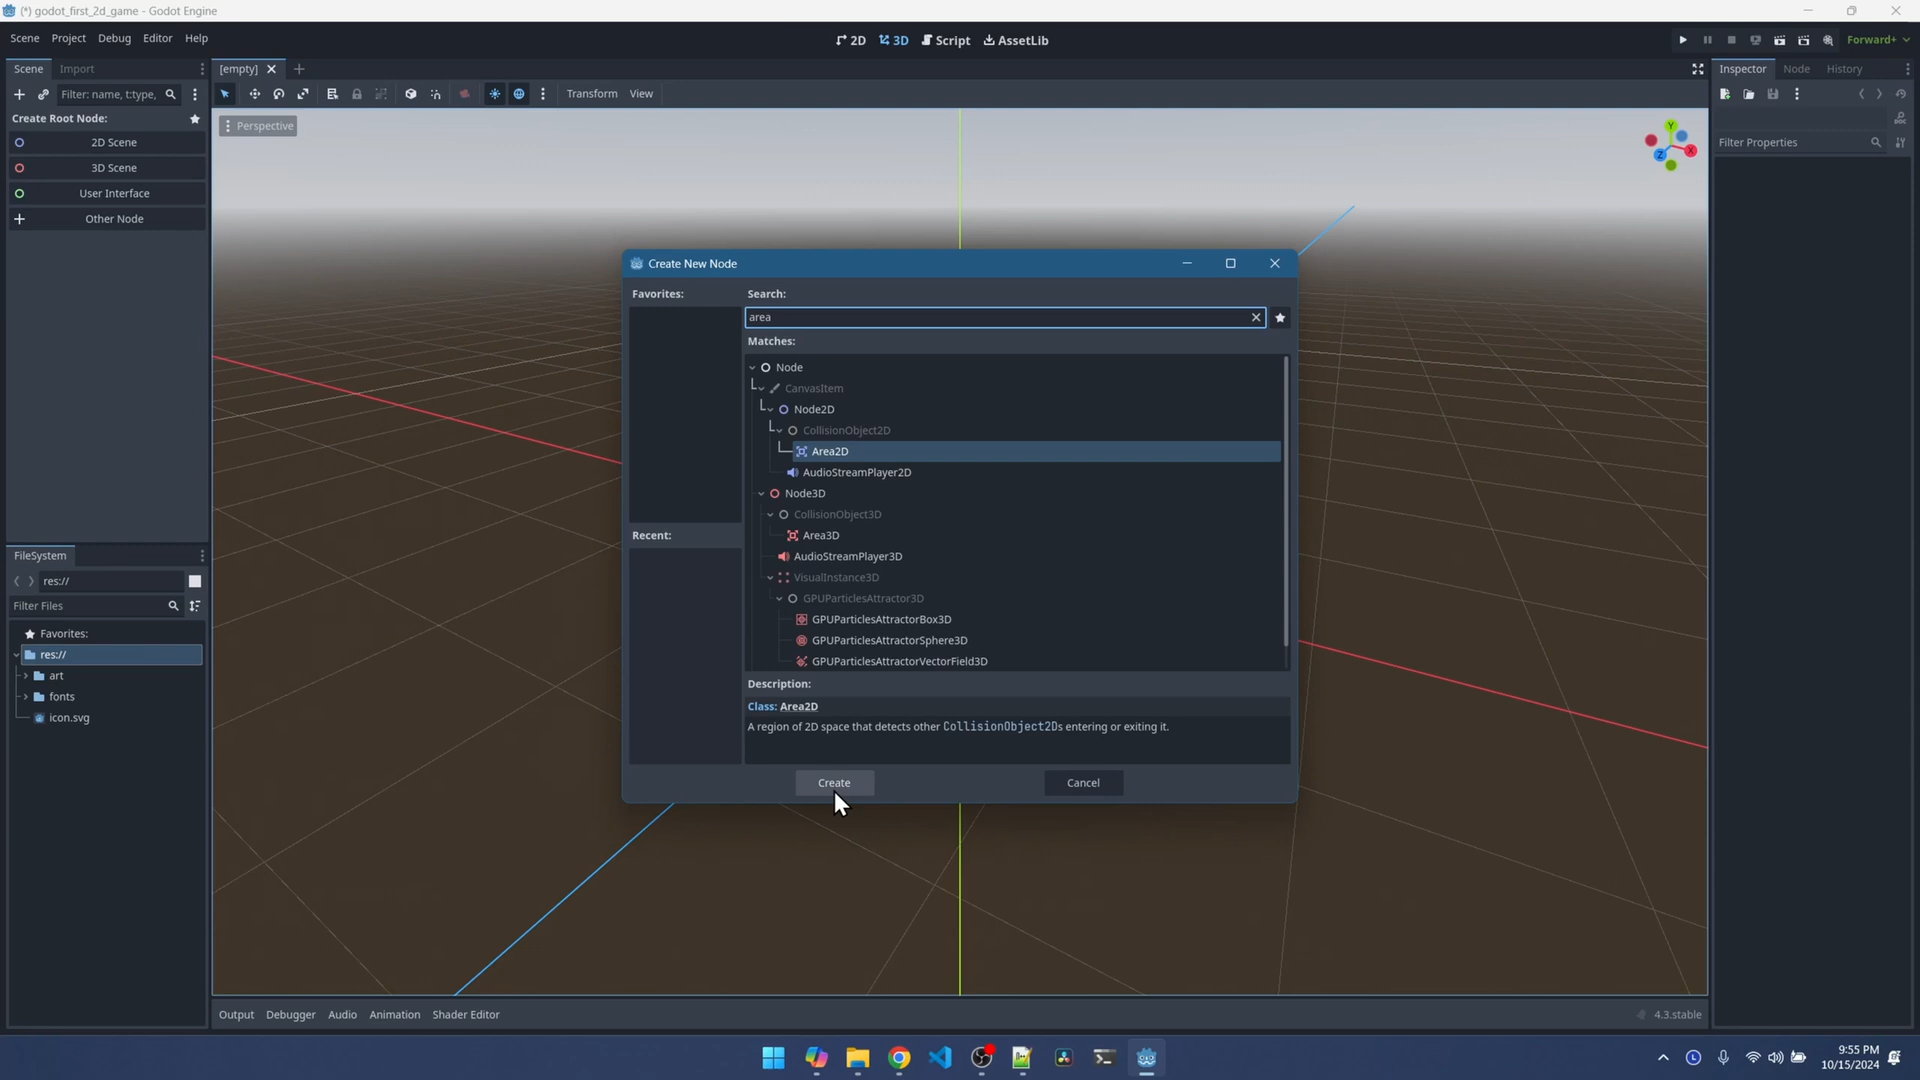 (*) godot_first_2d_game - Godot Engine
Scene Project Debug Editor Help
2D 3D Script AssetLib
Forward+
Scene Import
[empty]
Inspector Node History
Filter: name, t:type,
Transform View
Create Root Node:
2D Scene
3D Scene
User Interface
Other Node
Perspective
Y
X
Z
Filter Properties
Create New Node
Favorites:
Search:
area
Matches:
Node
CanvasItem
Node2D
CollisionObject2D
Area2D
AudioStreamPlayer2D
Node3D
CollisionObject3D
Area3D
AudioStreamPlayer3D
VisualInstance3D
GPUParticlesAttractor3D
GPUParticlesAttractorBox3D
GPUParticlesAttractorSphere3D
GPUParticlesAttractorVectorField3D
Recent:
Description:
Class: Area2D
A region of 2D space that detects other CollisionObject2Ds entering or exiting it.
Create Cancel
FileSystem
res://
Filter Files
Favorites:
res://
art
fonts
icon.svg
Output Debugger Audio Animation Shader Editor
4.3.stable
9:55 PM
10/15/2024